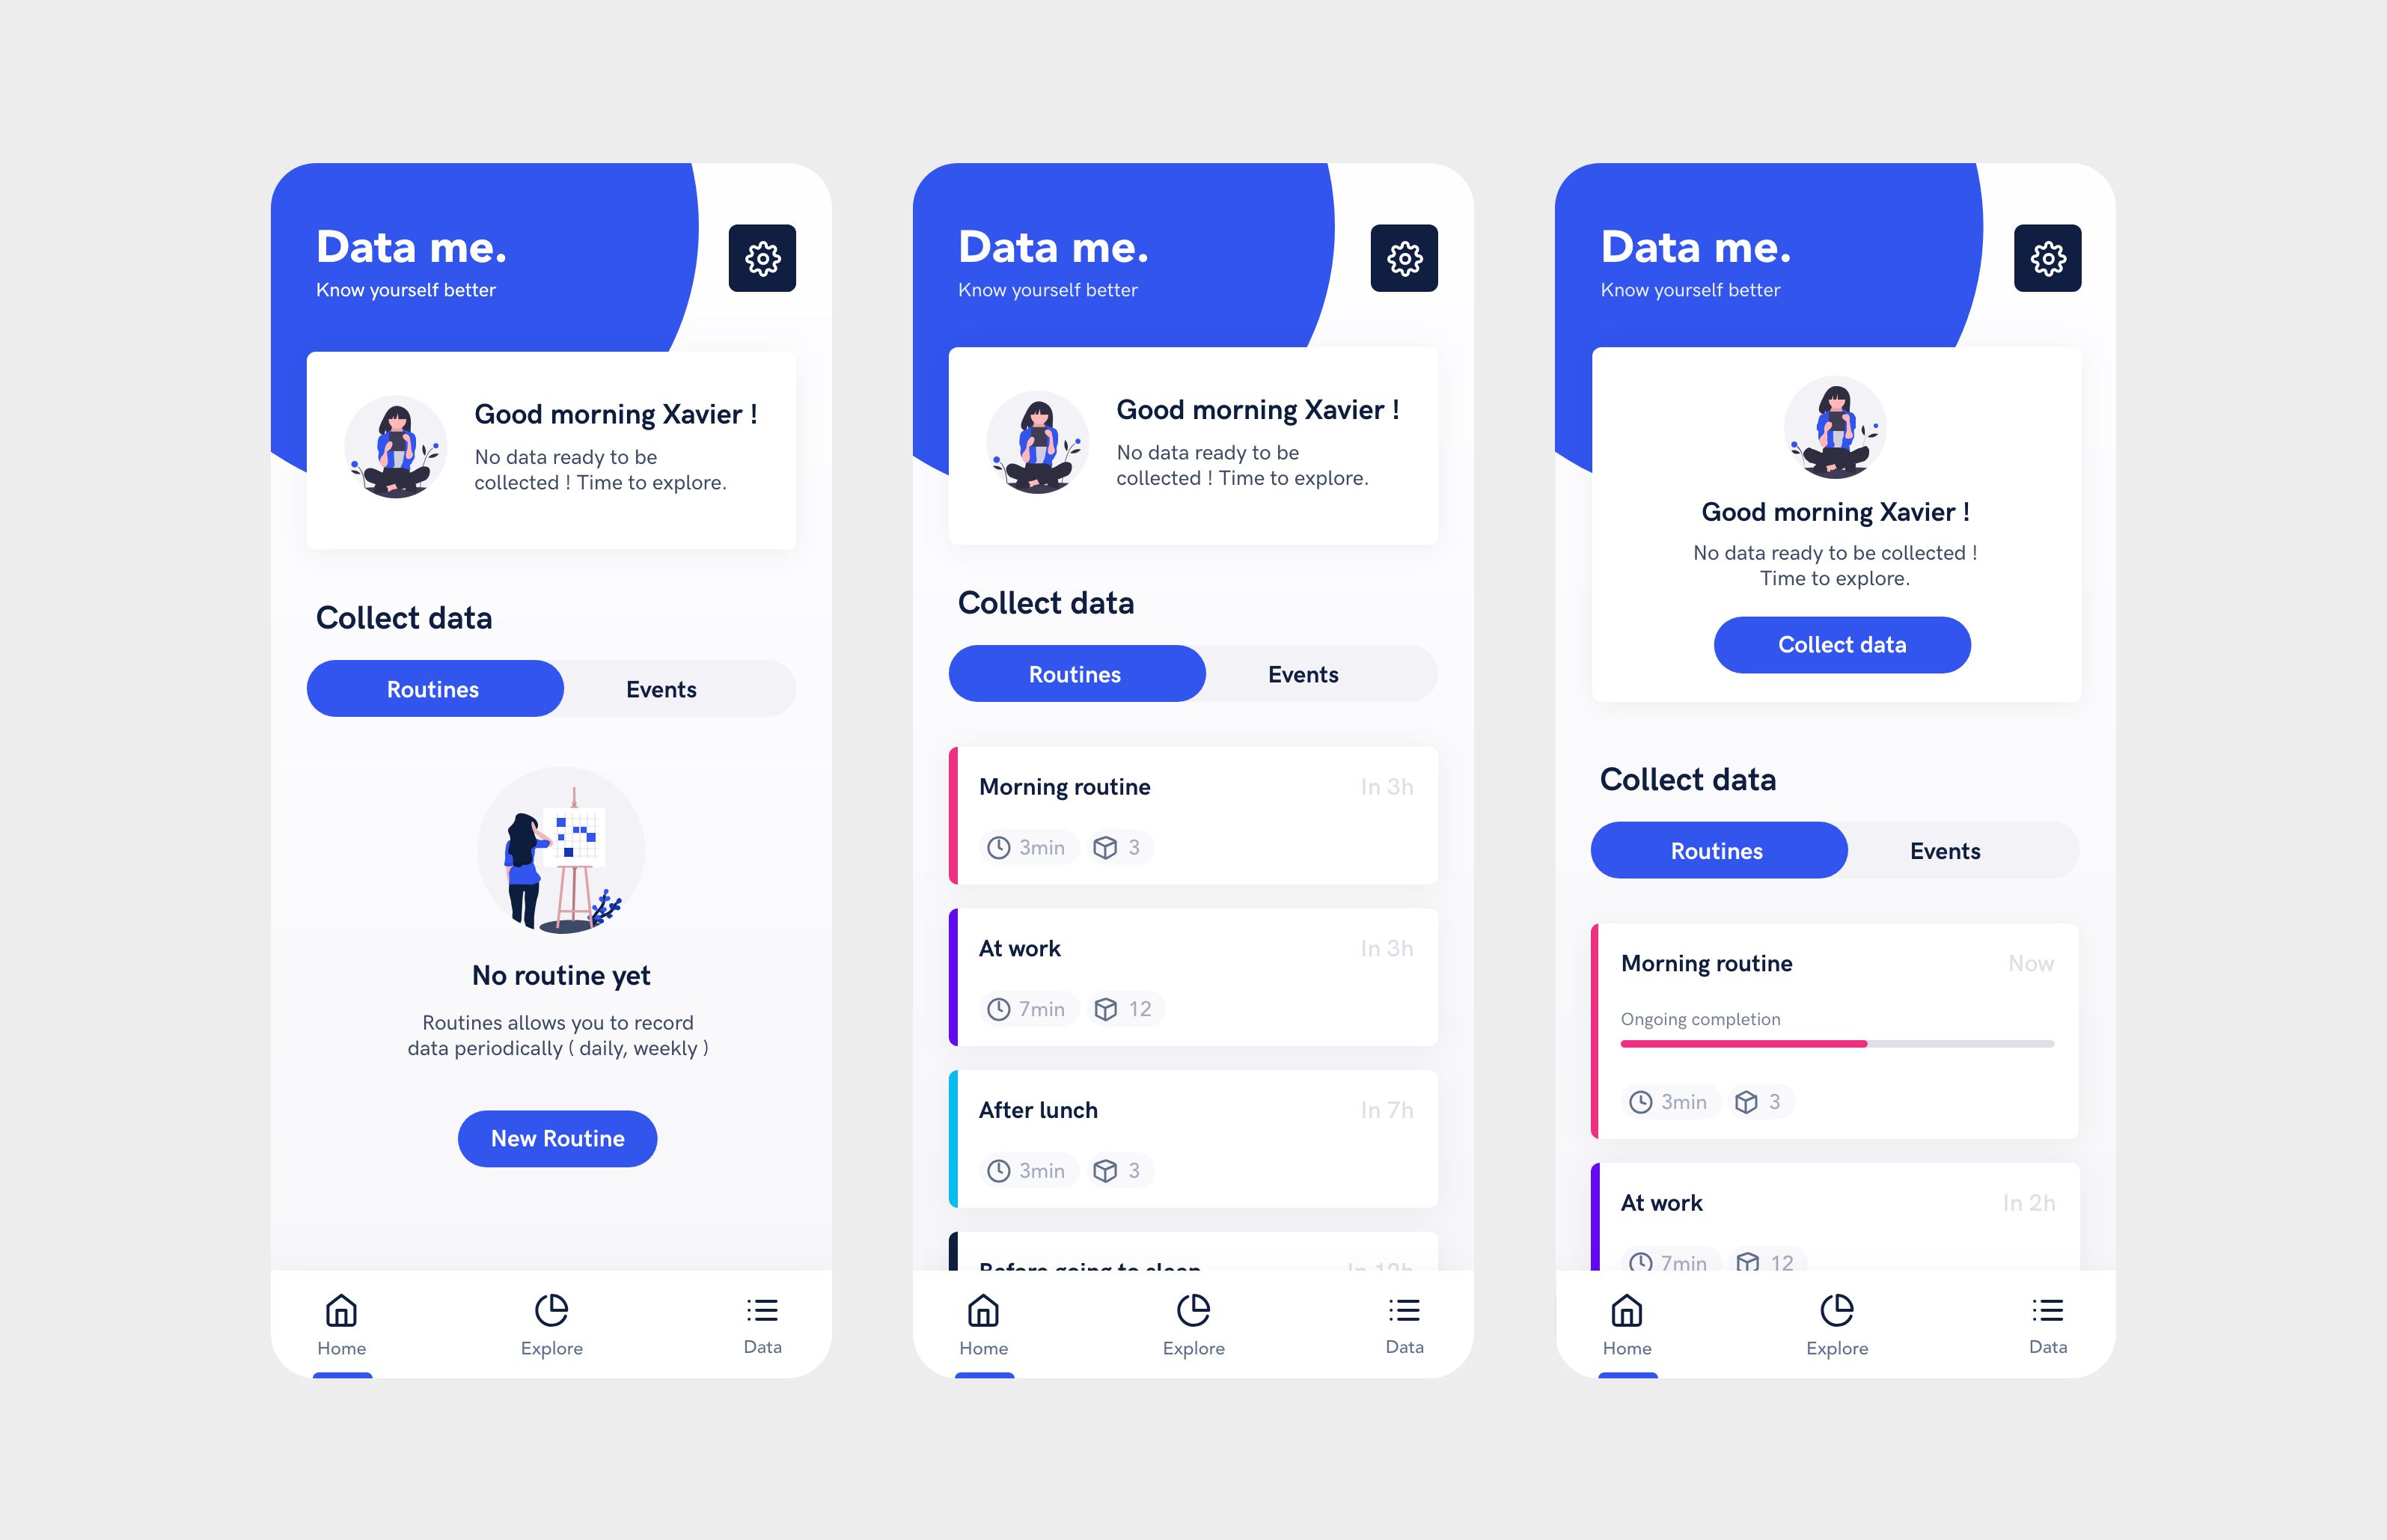 Data me.
Know yourself better
Good morning Xavier !
No data ready to be
collected ! Time to explore.
Collect data
Routines Events
No routine yet
Routines allows you to record
data periodically ( daily, weekly )
New Routine
Home Explore Data
Data me.
Know yourself better
Good morning Xavier !
No data ready to be
collected ! Time to explore.
Collect data
Routines Events
Morning routine In 3h
3min 3
At work In 3h
7min 12
After lunch In 7h
3min 3
Before going to sleep In 12h
Home Explore Data
Data me.
Know yourself better
Good morning Xavier !
No data ready to be collected !
Time to explore.
Collect data
Collect data
Routines Events
Morning routine Now
Ongoing completion
3min 3
At work In 2h
7min 12
Home Explore Data